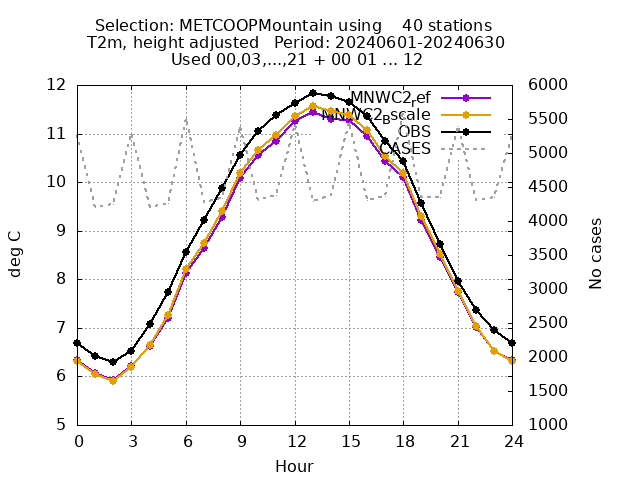 Selection: METCOOPMountain using    40 stations
T2m, height adjusted   Period: 20240601-20240630
Used 00,03,...,21 + 00 01 ... 12
MNWC2ref
MNWC2Bscale
OBS
CASES
12
11
10
9
8
7
6
5
6000
5500
5000
4500
4000
3500
3000
2500
2000
1500
1000
deg C
No cases
0 3 6 9 12 15 18 21 24
Hour